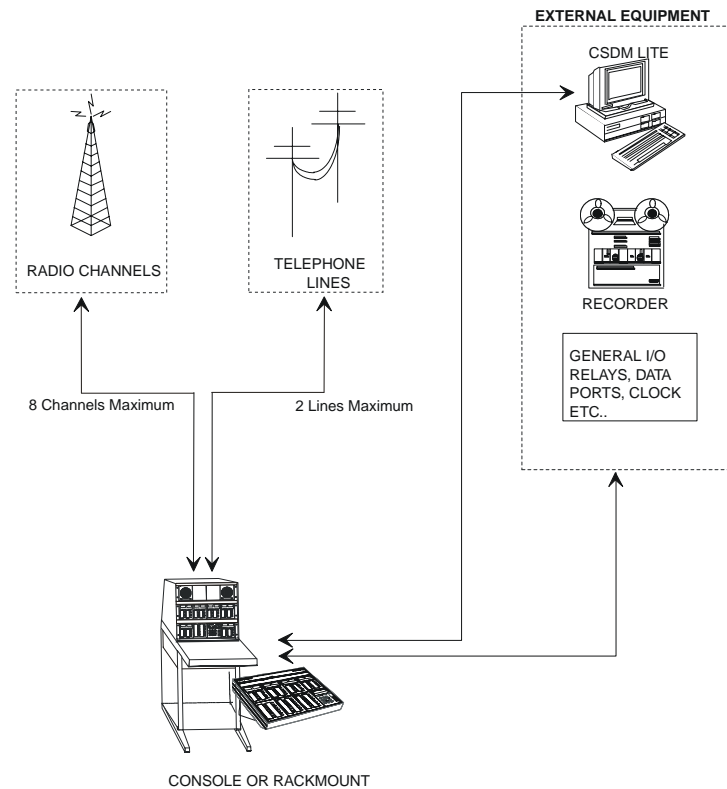 EXTERNAL EQUIPMENT
CSDM LITE
RADIO CHANNELS
TELEPHONE
LINES
RECORDER
GENERAL I/O
RELAYS, DATA
PORTS, CLOCK
ETC..
8 Channels Maximum
2 Lines Maximum
CONSOLE OR RACKMOUNT